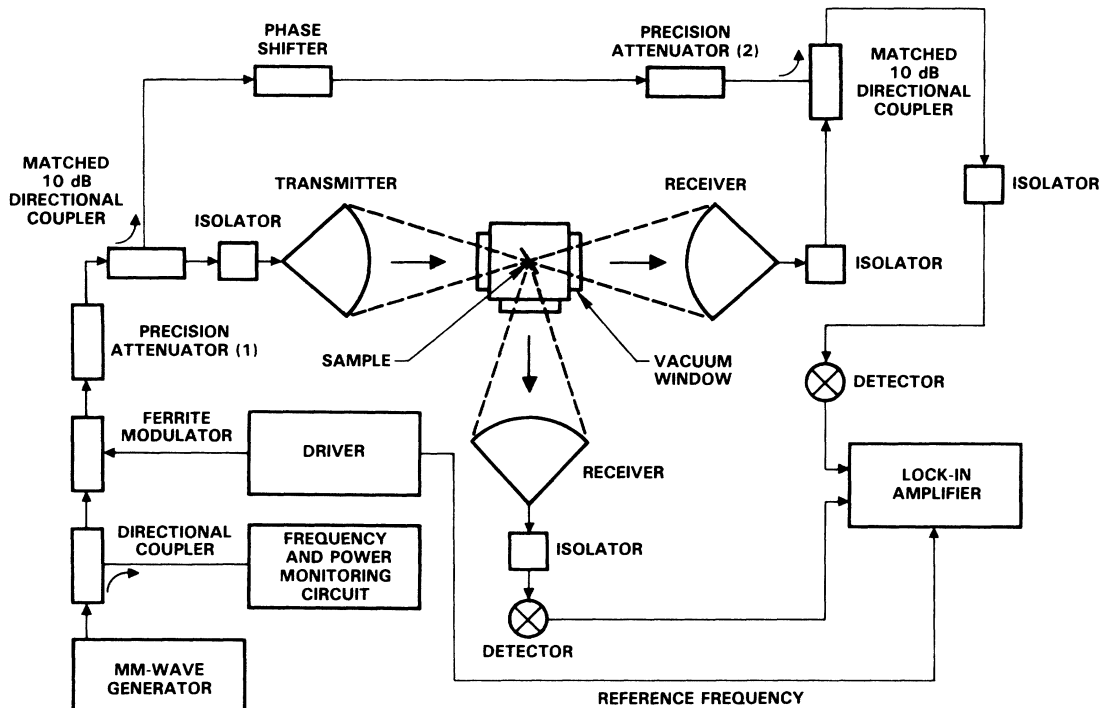 PHASE
SHIFTER
PRECISION
ATTENUATOR (2)
MATCHED
10 dB
DIRECTIONAL
COUPLER
MATCHED
10 dB
DIRECTIONAL
COUPLER
ISOLATOR
TRANSMITTER
RECEIVER
ISOLATOR
ISOLATOR
PRECISION
ATTENUATOR (1)
SAMPLE
VACUUM
WINDOW
DETECTOR
FERRITE
MODULATOR
DRIVER
RECEIVER
LOCK-IN
AMPLIFIER
DIRECTIONAL
COUPLER
FREQUENCY
AND POWER
MONITORING
CIRCUIT
ISOLATOR
DETECTOR
MM-WAVE
GENERATOR
REFERENCE FREQUENCY